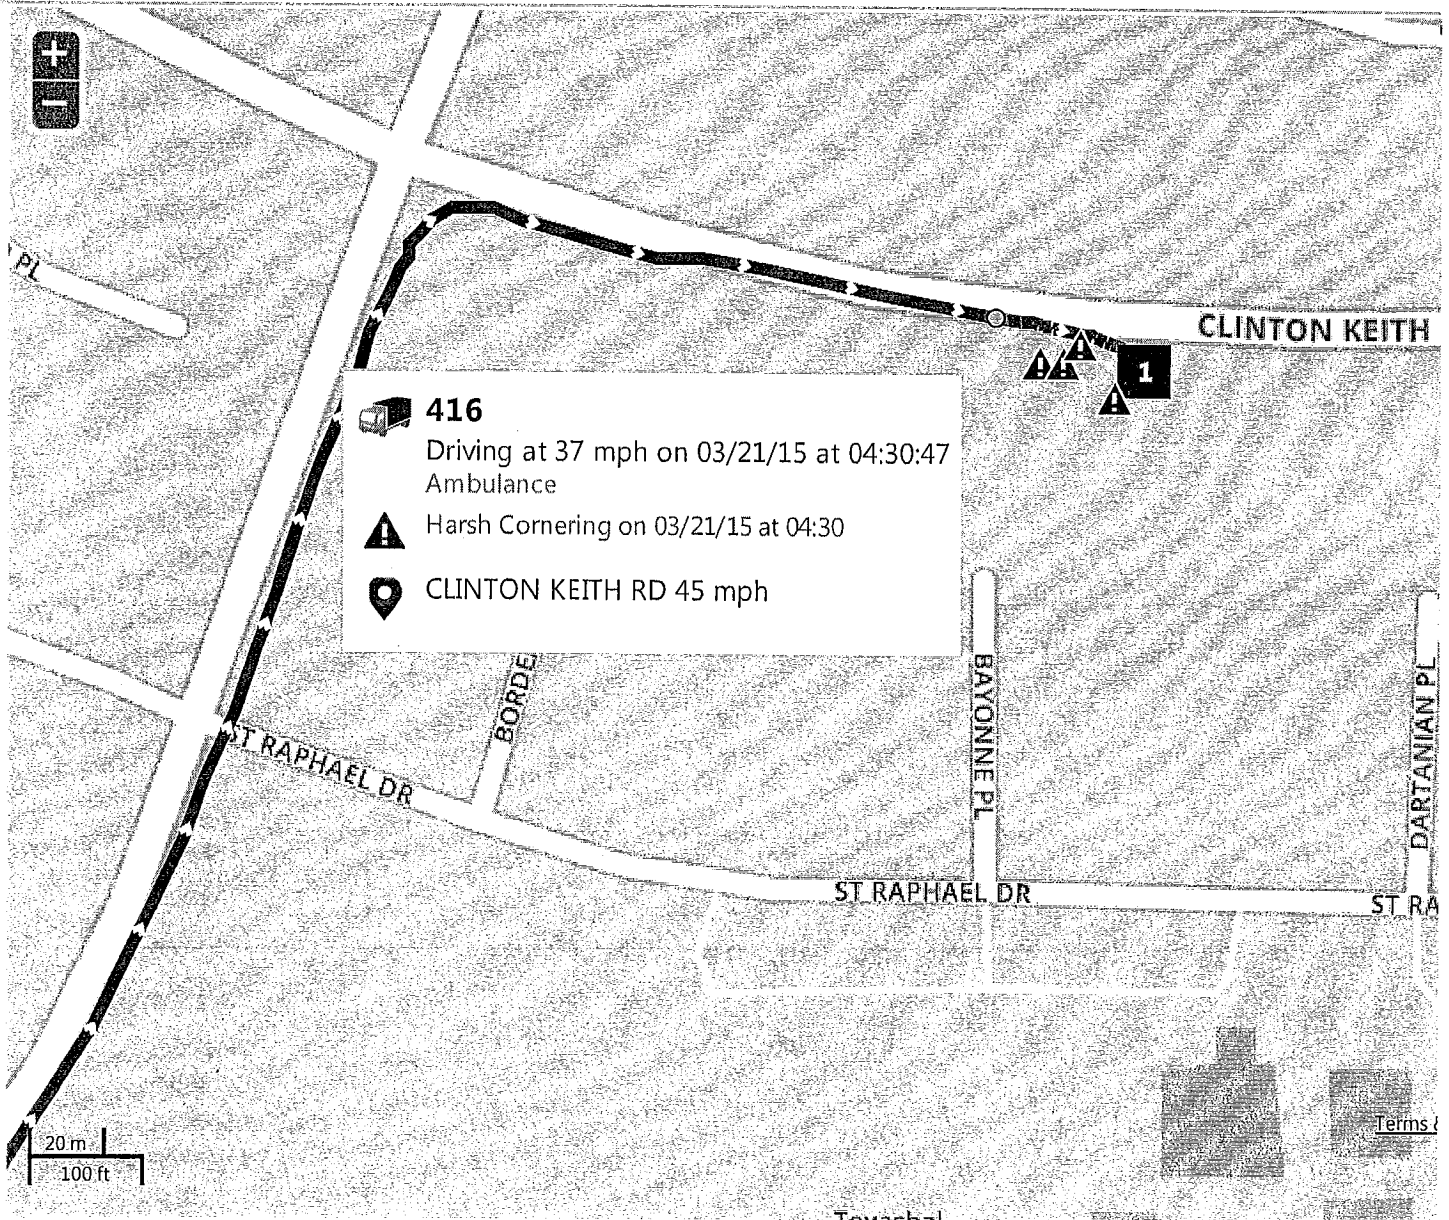 PL
CLINTON KEITH
1
416
Driving at 37 mph on 03/21/15 at 04:30:47
Ambulance
Harsh Cornering on 03/21/15 at 04:30
CLINTON KEITH RD 45 mph
BORDE
BAYONNE PL
DARTANIAN PL
ST RAPHAEL DR
ST RAPHAEL DR
ST RA
Terms &
20 m
100 ft